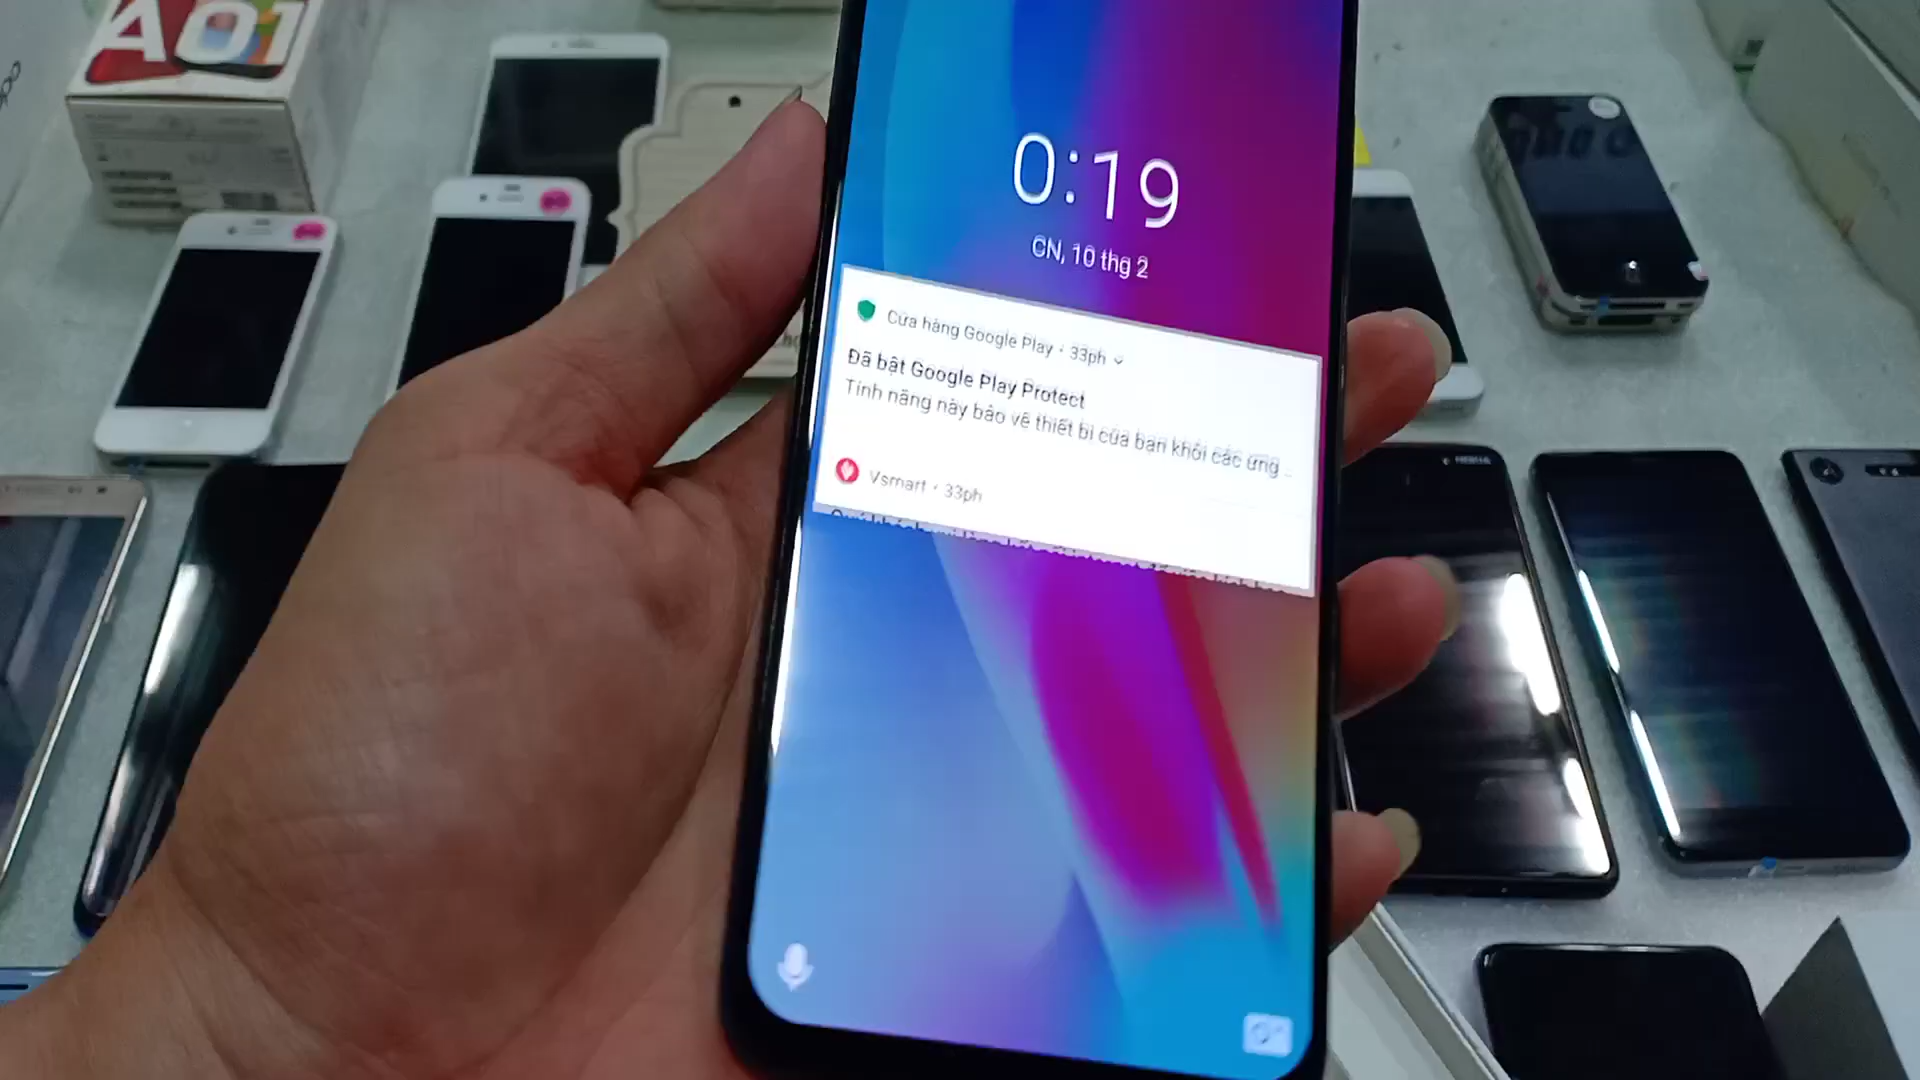 A01
0:19
CN, 10 thg 2
Cửa hàng Google Play · 33ph
Đã bật Google Play Protect
Tính năng này bảo vệ thiết bị của bạn khỏi các ứng ..
Vsmart · 33ph
NOKIA